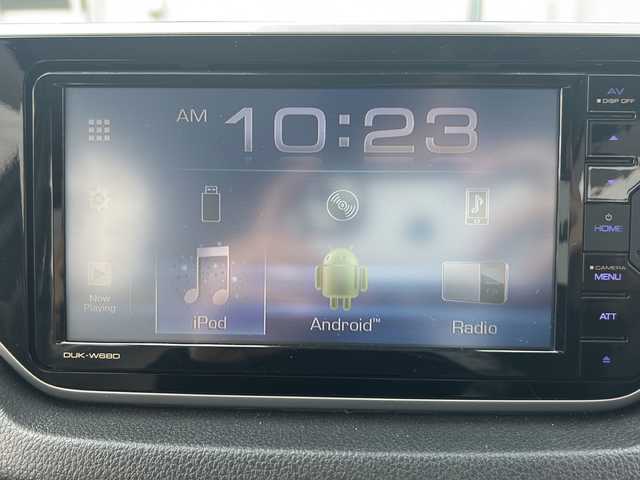 AM 10:23
Now
Playing
iPod
Android™
Radio
DUK-W68D
AV
DISP OFF
HOME
CAMERA
MENU
ATT